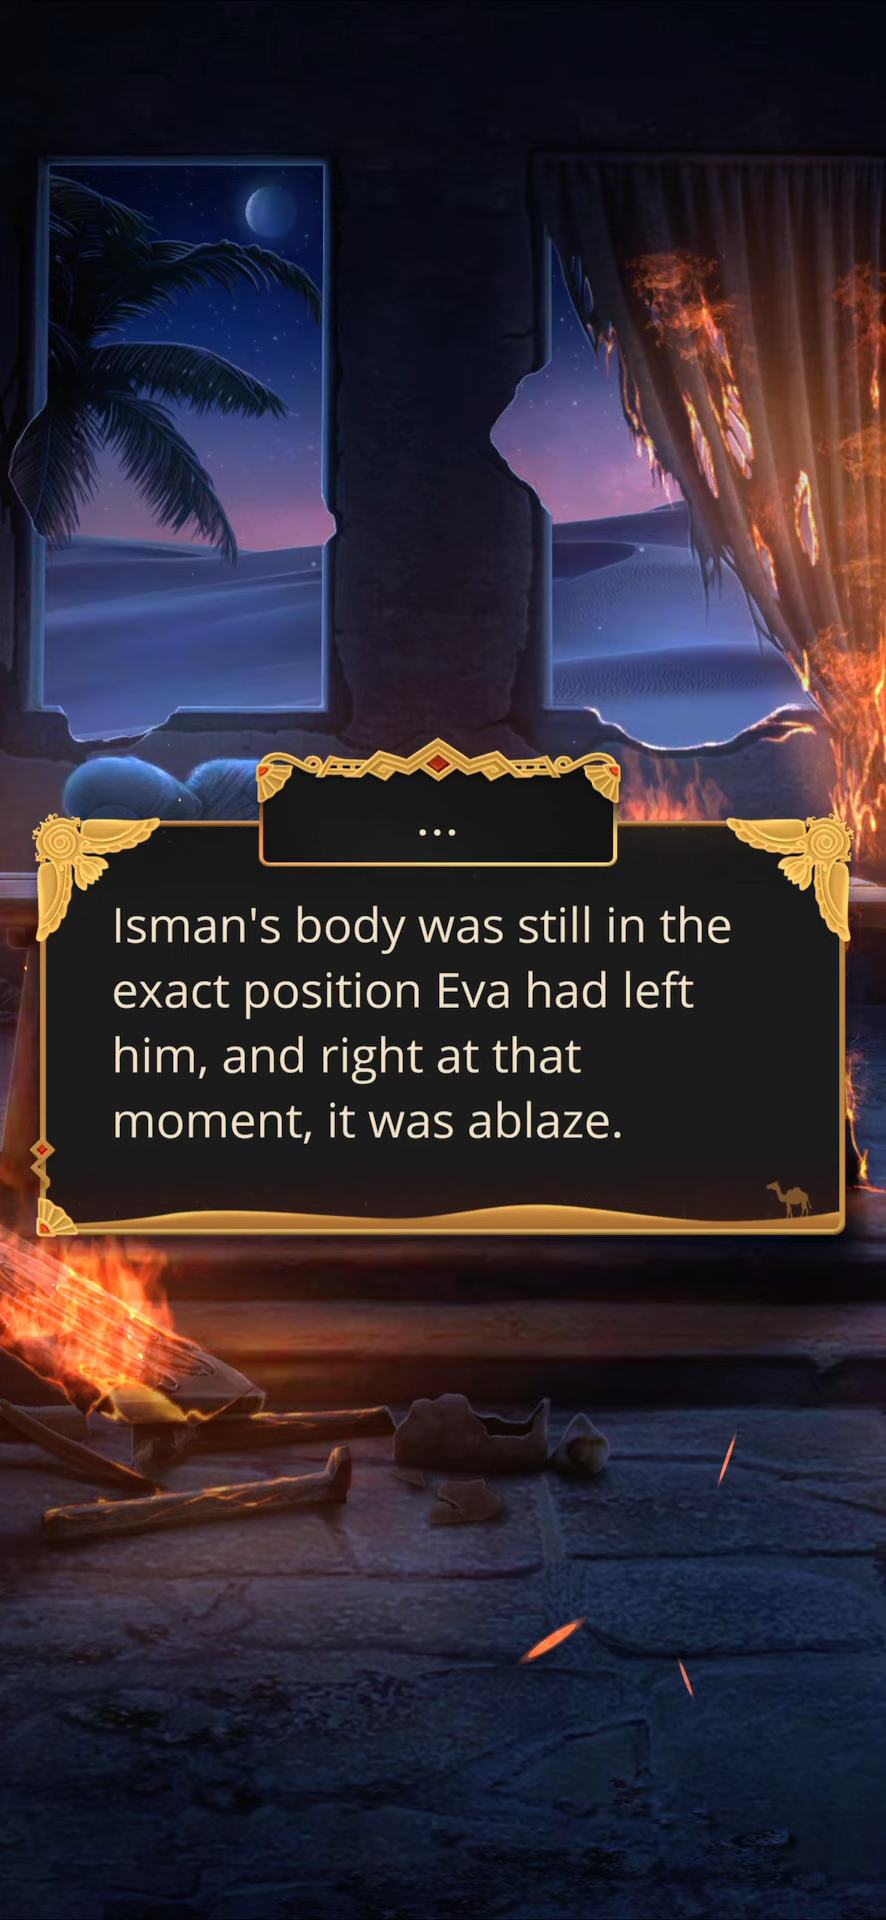 ...
Isman's body was still in the
exact position Eva had left
him, and right at that
moment, it was ablaze.